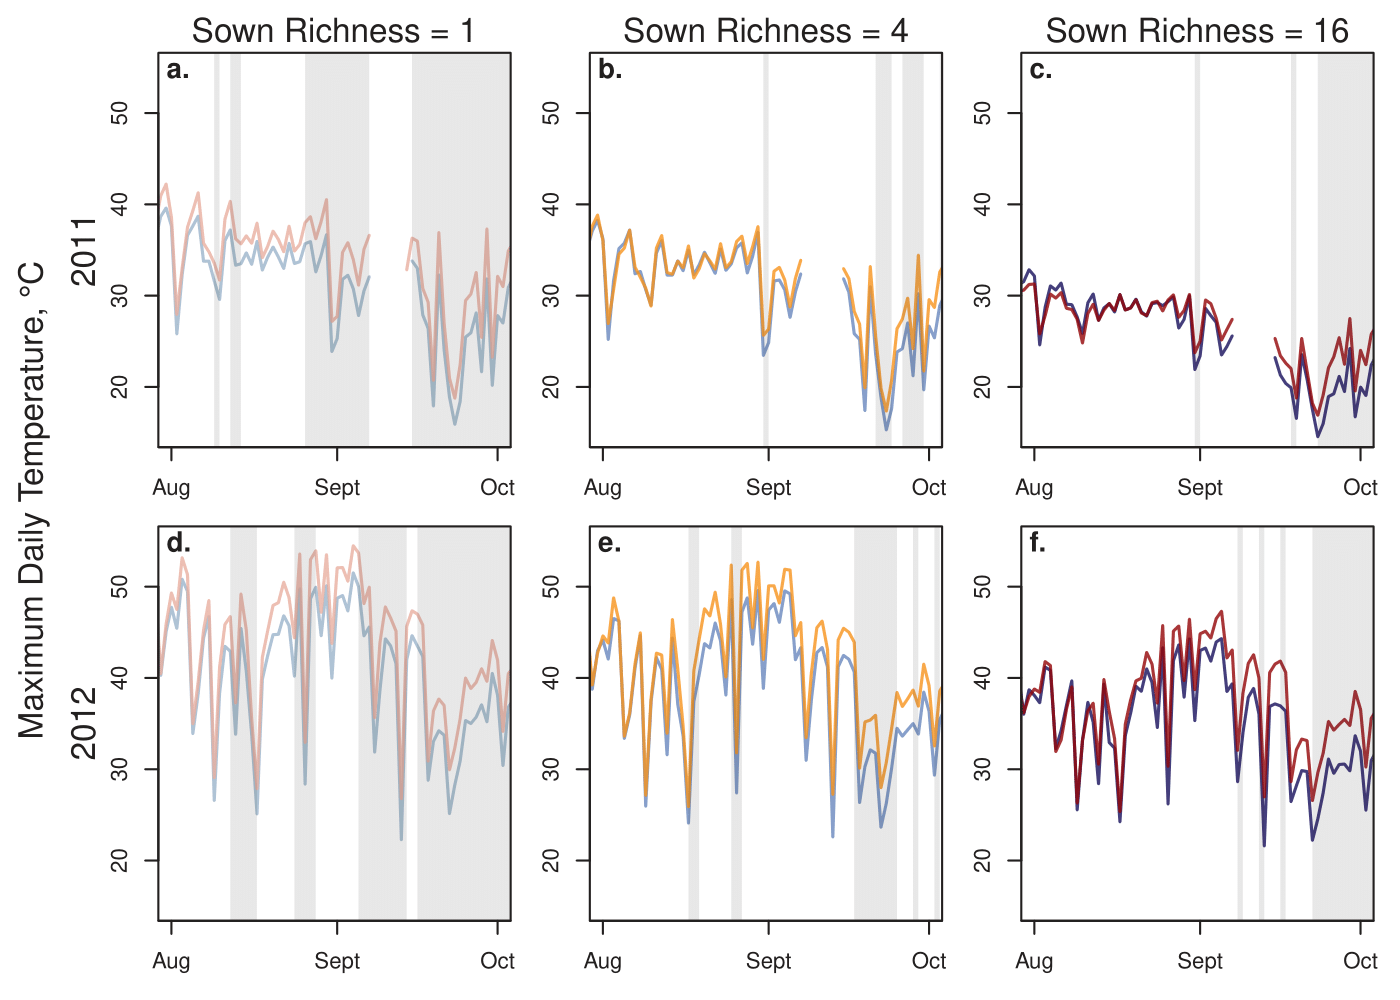 Sown Richness = 1
Sown Richness = 4
Sown Richness = 16
Maximum Daily Temperature, °C
2011
a.
50
40
30
20
Aug
Sept
Oct
b.
50
40
30
20
Aug
Sept
Oct
c.
50
40
30
20
Aug
Sept
Oct
2012
d.
50
40
30
20
Aug
Sept
Oct
e.
50
40
30
20
Aug
Sept
Oct
f.
50
40
30
20
Aug
Sept
Oct